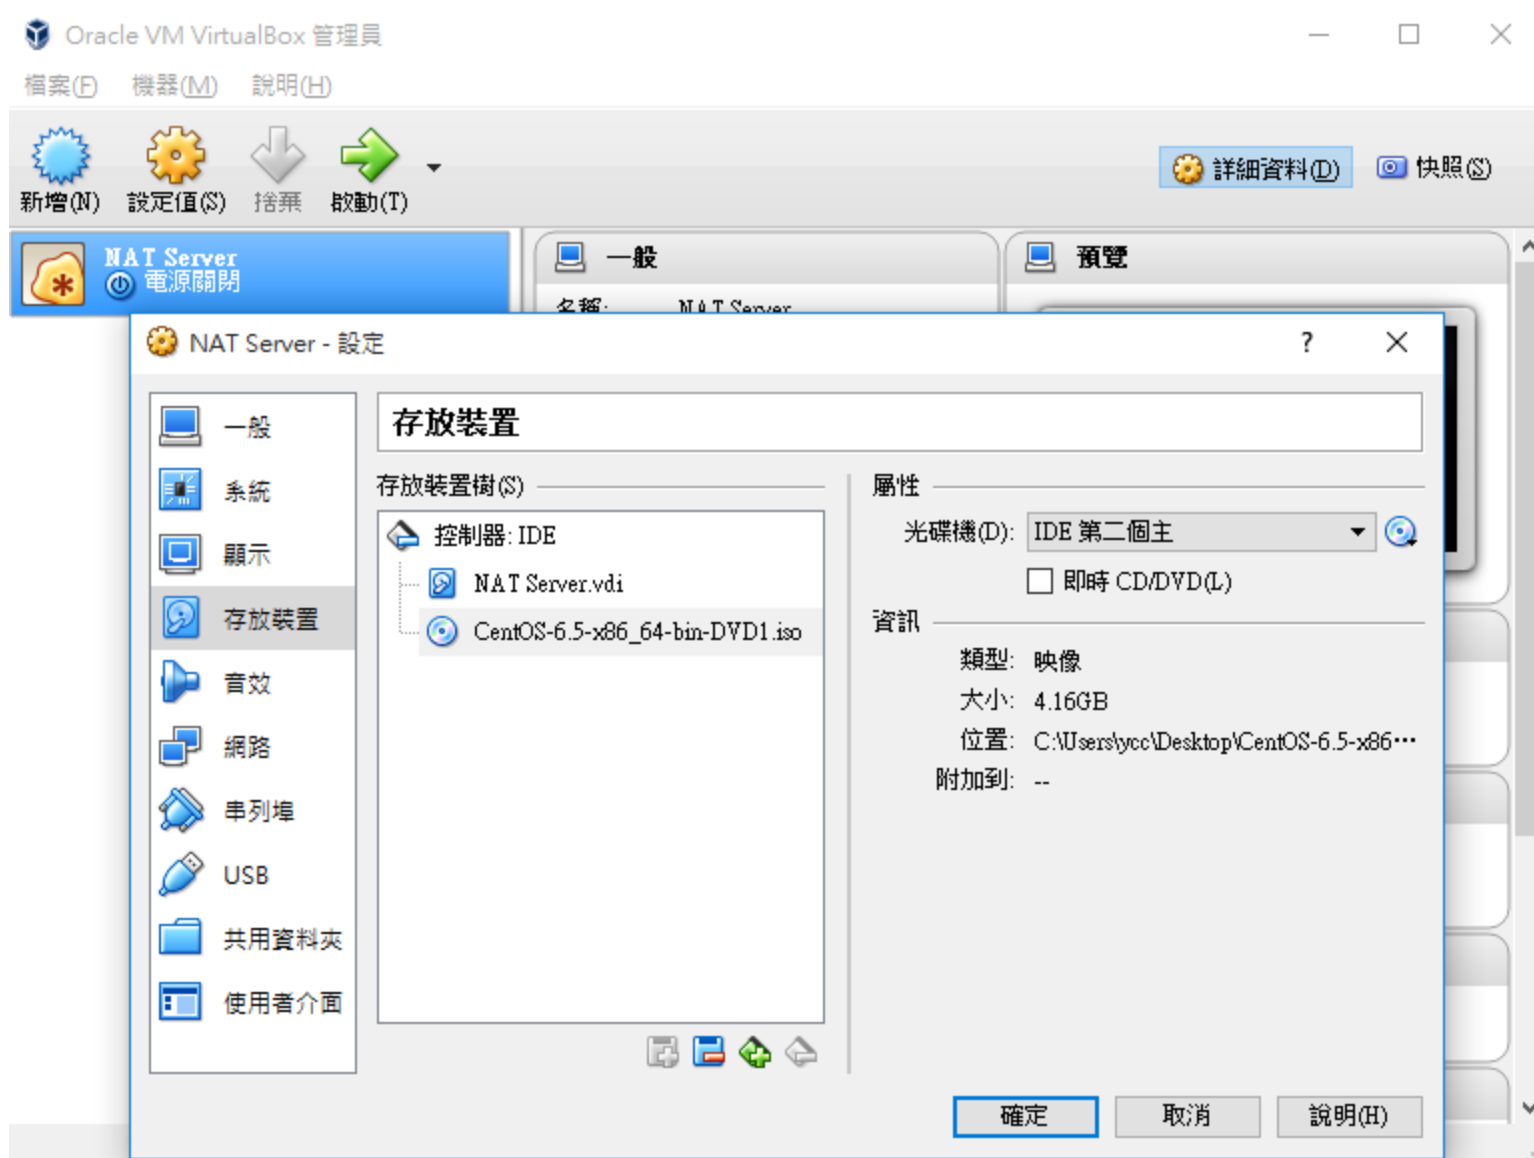 Oracle VM VirtualBox 管理員
檔案(F) 機器(M) 說明(H)
新增(N) 設定值(S) 捨棄 啟動(T) 詳細資料(D) 快照(S)
NAT Server
電源關閉
一般
預覽
名稱: NAT Server
NAT Server - 設定
?
一般
系統
顯示
存放裝置
音效
網路
串列埠
USB
共用資料夾
使用者介面
存放裝置
存放裝置樹(S)
控制器: IDE
NAT Server.vdi
CentOS-6.5-x86_64-bin-DVD1.iso
屬性
光碟機(D): IDE 第二個主
即時 CD/DVD(L)
資訊
類型: 映像
大小: 4.16GB
位置: C:\Users\ycc\Desktop\CentOS-6.5-x86⋯
附加到: --
確定 取消 說明(H)